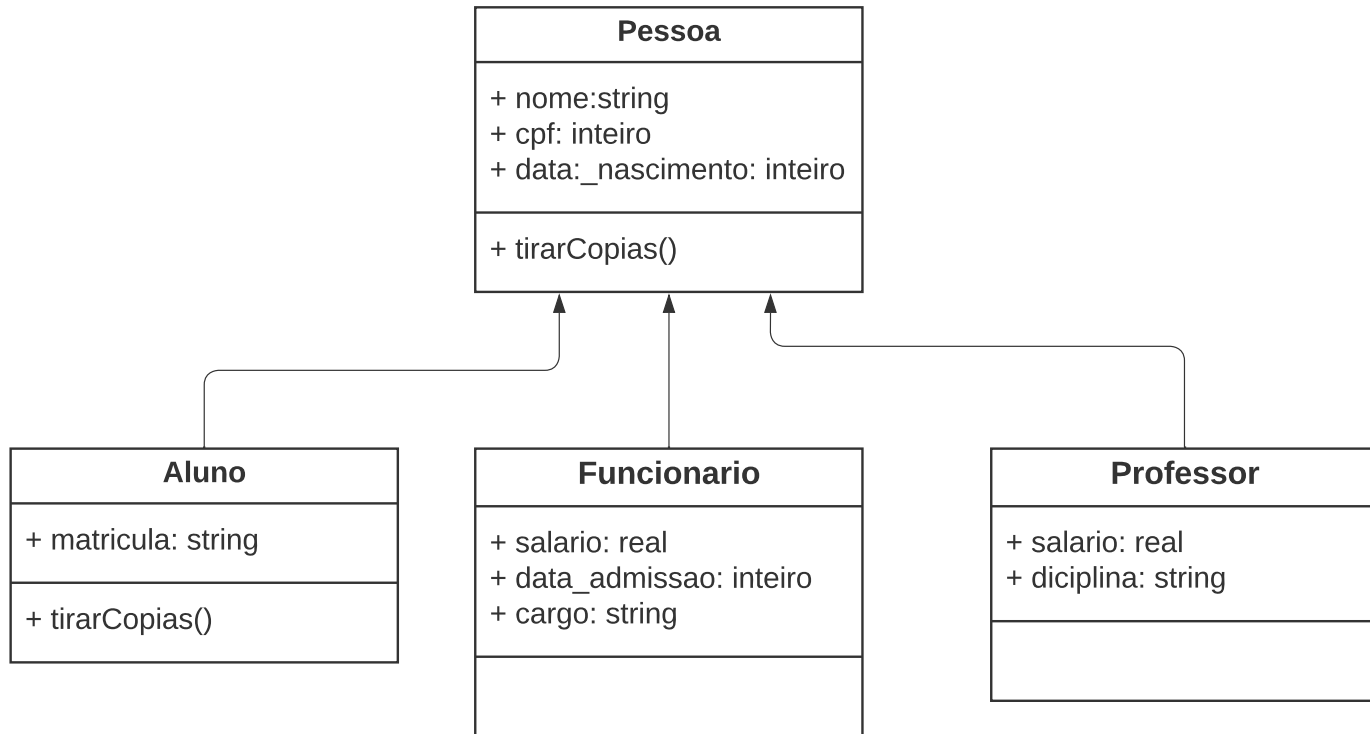 Pessoa
+ nome:string
+ cpf: inteiro
+ data:_nascimento: inteiro
+ tirarCopias()
Aluno
+ matricula: string
+ tirarCopias()
Funcionario
+ salario: real
+ data_admissao: inteiro
+ cargo: string
Professor
+ salario: real
+ diciplina: string